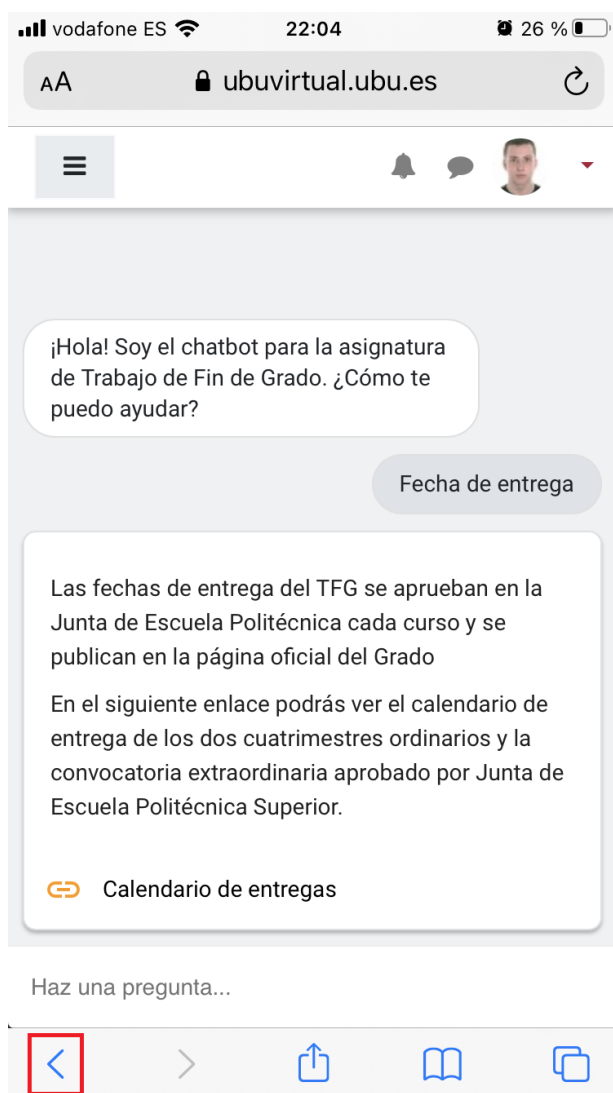 vodafone ES 22:04 26 %
AA ubuvirtual.ubu.es
¡Hola! Soy el chatbot para la asignatura
de Trabajo de Fin de Grado. ¿Cómo te
puedo ayudar?
Fecha de entrega
Las fechas de entrega del TFG se aprueban en la
Junta de Escuela Politécnica cada curso y se
publican en la página oficial del Grado
En el siguiente enlace podrás ver el calendario de
entrega de los dos cuatrimestres ordinarios y la
convocatoria extraordinaria aprobado por Junta de
Escuela Politécnica Superior.
Calendario de entregas
Haz una pregunta...